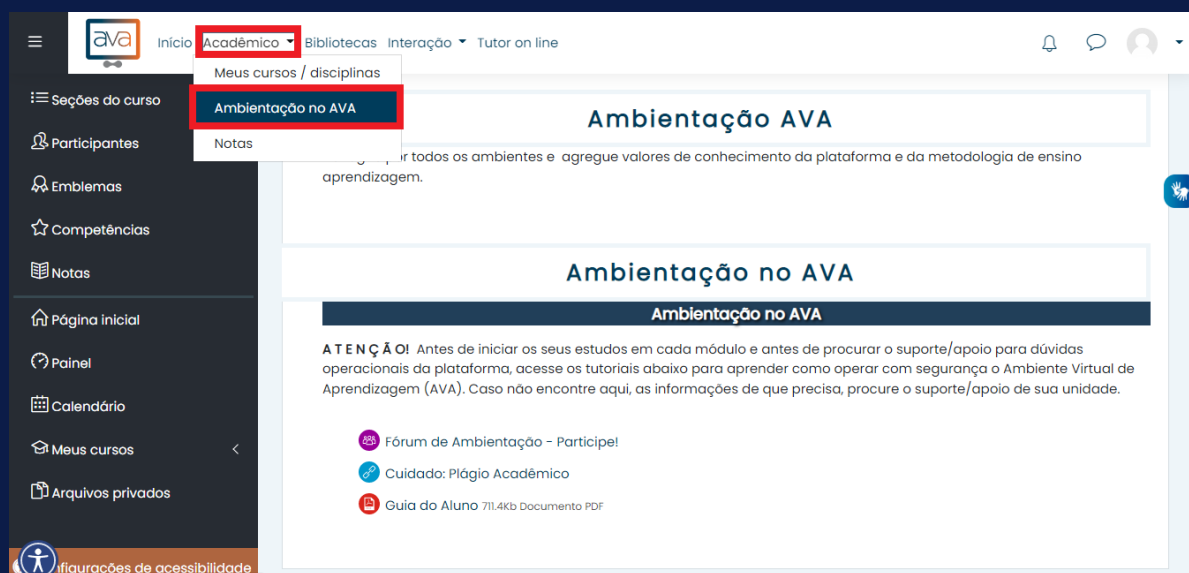 ava
Início Acadêmico Bibliotecas Interação Tutor on line
Meus cursos / disciplinas
Ambientação no AVA
Notas
Seções do curso
Participantes
Emblemas
Competências
Notas
Página inicial
Painel
Calendário
Meus cursos
Arquivos privados
configurações de acessibilidade
Ambientação AVA
por todos os ambientes e agregue valores de conhecimento da plataforma e da metodologia de ensino
aprendizagem.
Ambientação no AVA
Ambientação no AVA
A T E N Ç Ã O! Antes de iniciar os seus estudos em cada módulo e antes de procurar o suporte/apoio para dúvidas
operacionais da plataforma, acesse os tutoriais abaixo para aprender como operar com segurança o Ambiente Virtual de
Aprendizagem (AVA). Caso não encontre aqui, as informações de que precisa, procure o suporte/apoio de sua unidade.
Fórum de Ambientação - Participe!
Cuidado: Plágio Acadêmico
Guia do Aluno 711.4Kb Documento PDF